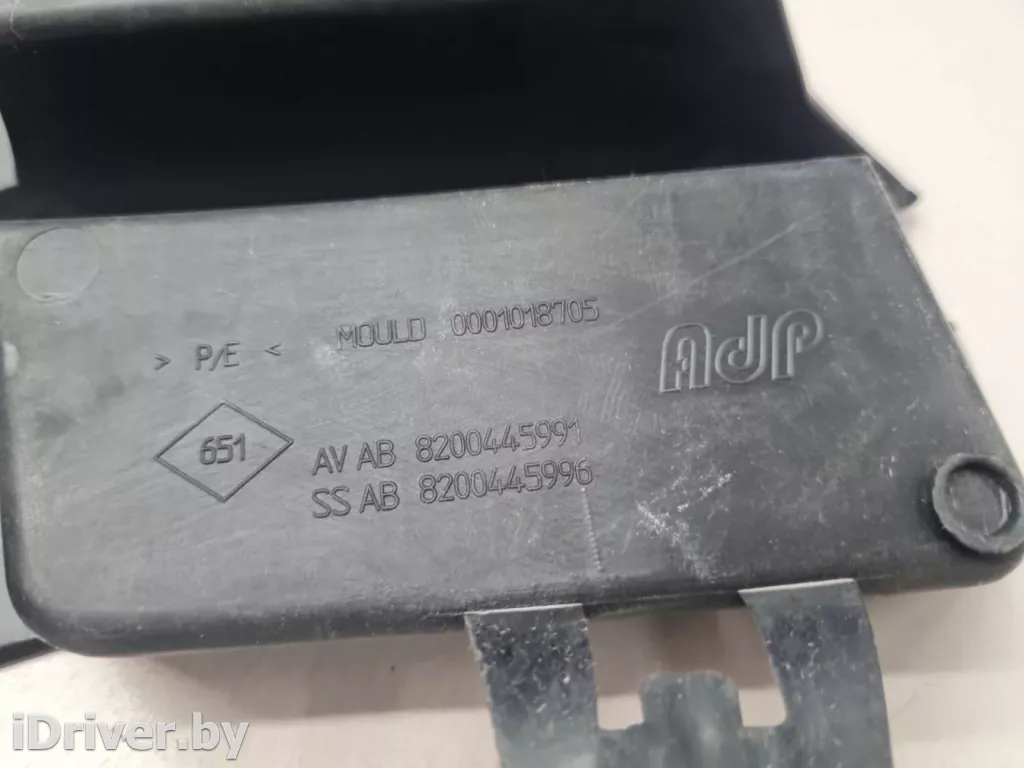 MOULD 0001018705
> P/E <
AdP
651
AV AB 8200445991
SS AB 8200445996
iDriver.by